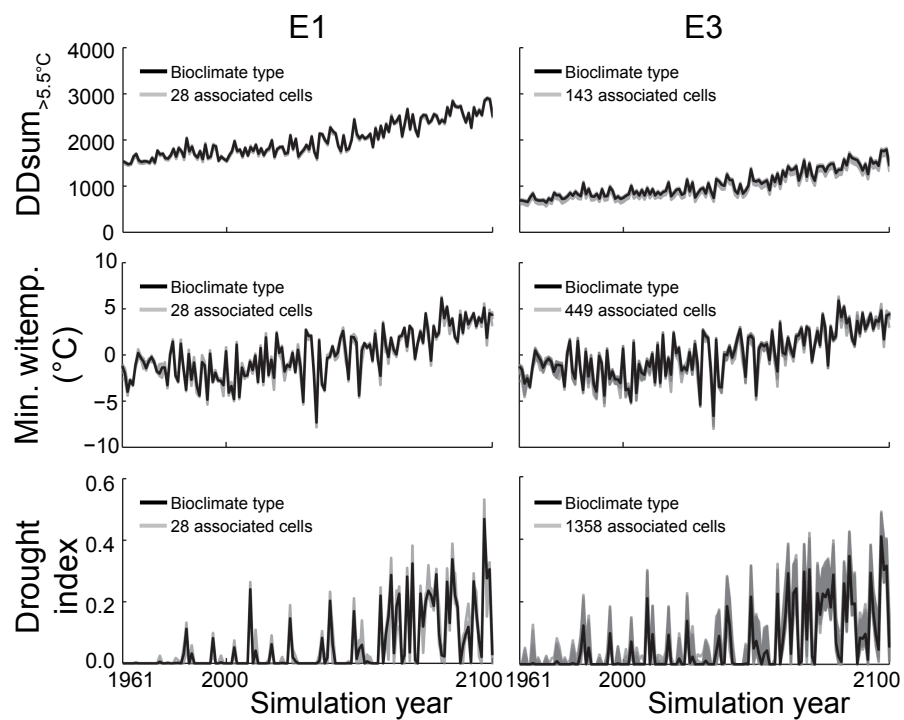 E1
E3
DDsum>5.5°C
4000
3000
2000
1000
0
Bioclimate type
28 associated cells
Bioclimate type
143 associated cells
Min. witemp.
(°C)
10
5
0
−5
−10
Bioclimate type
28 associated cells
Bioclimate type
449 associated cells
Drought
index
0.6
0.4
0.2
0.0
Bioclimate type
28 associated cells
Bioclimate type
1358 associated cells
1961 2000 2100 1961 2000 2100
Simulation year Simulation year